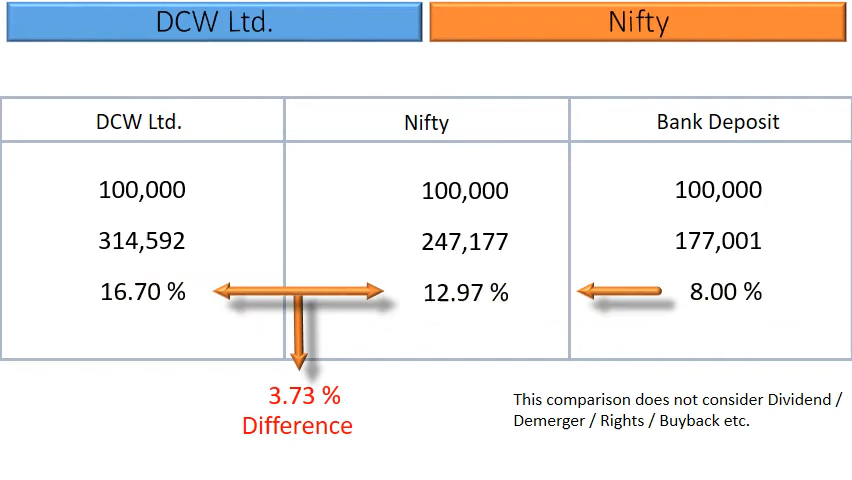 DCW Ltd. Nifty
DCW Ltd. Nifty Bank Deposit
100,000 100,000 100,000
314,592 247,177 177,001
16.70 % 12.97 % 8.00 %
3.73 %
Difference
This comparison does not consider Dividend /
Demerger / Rights / Buyback etc.